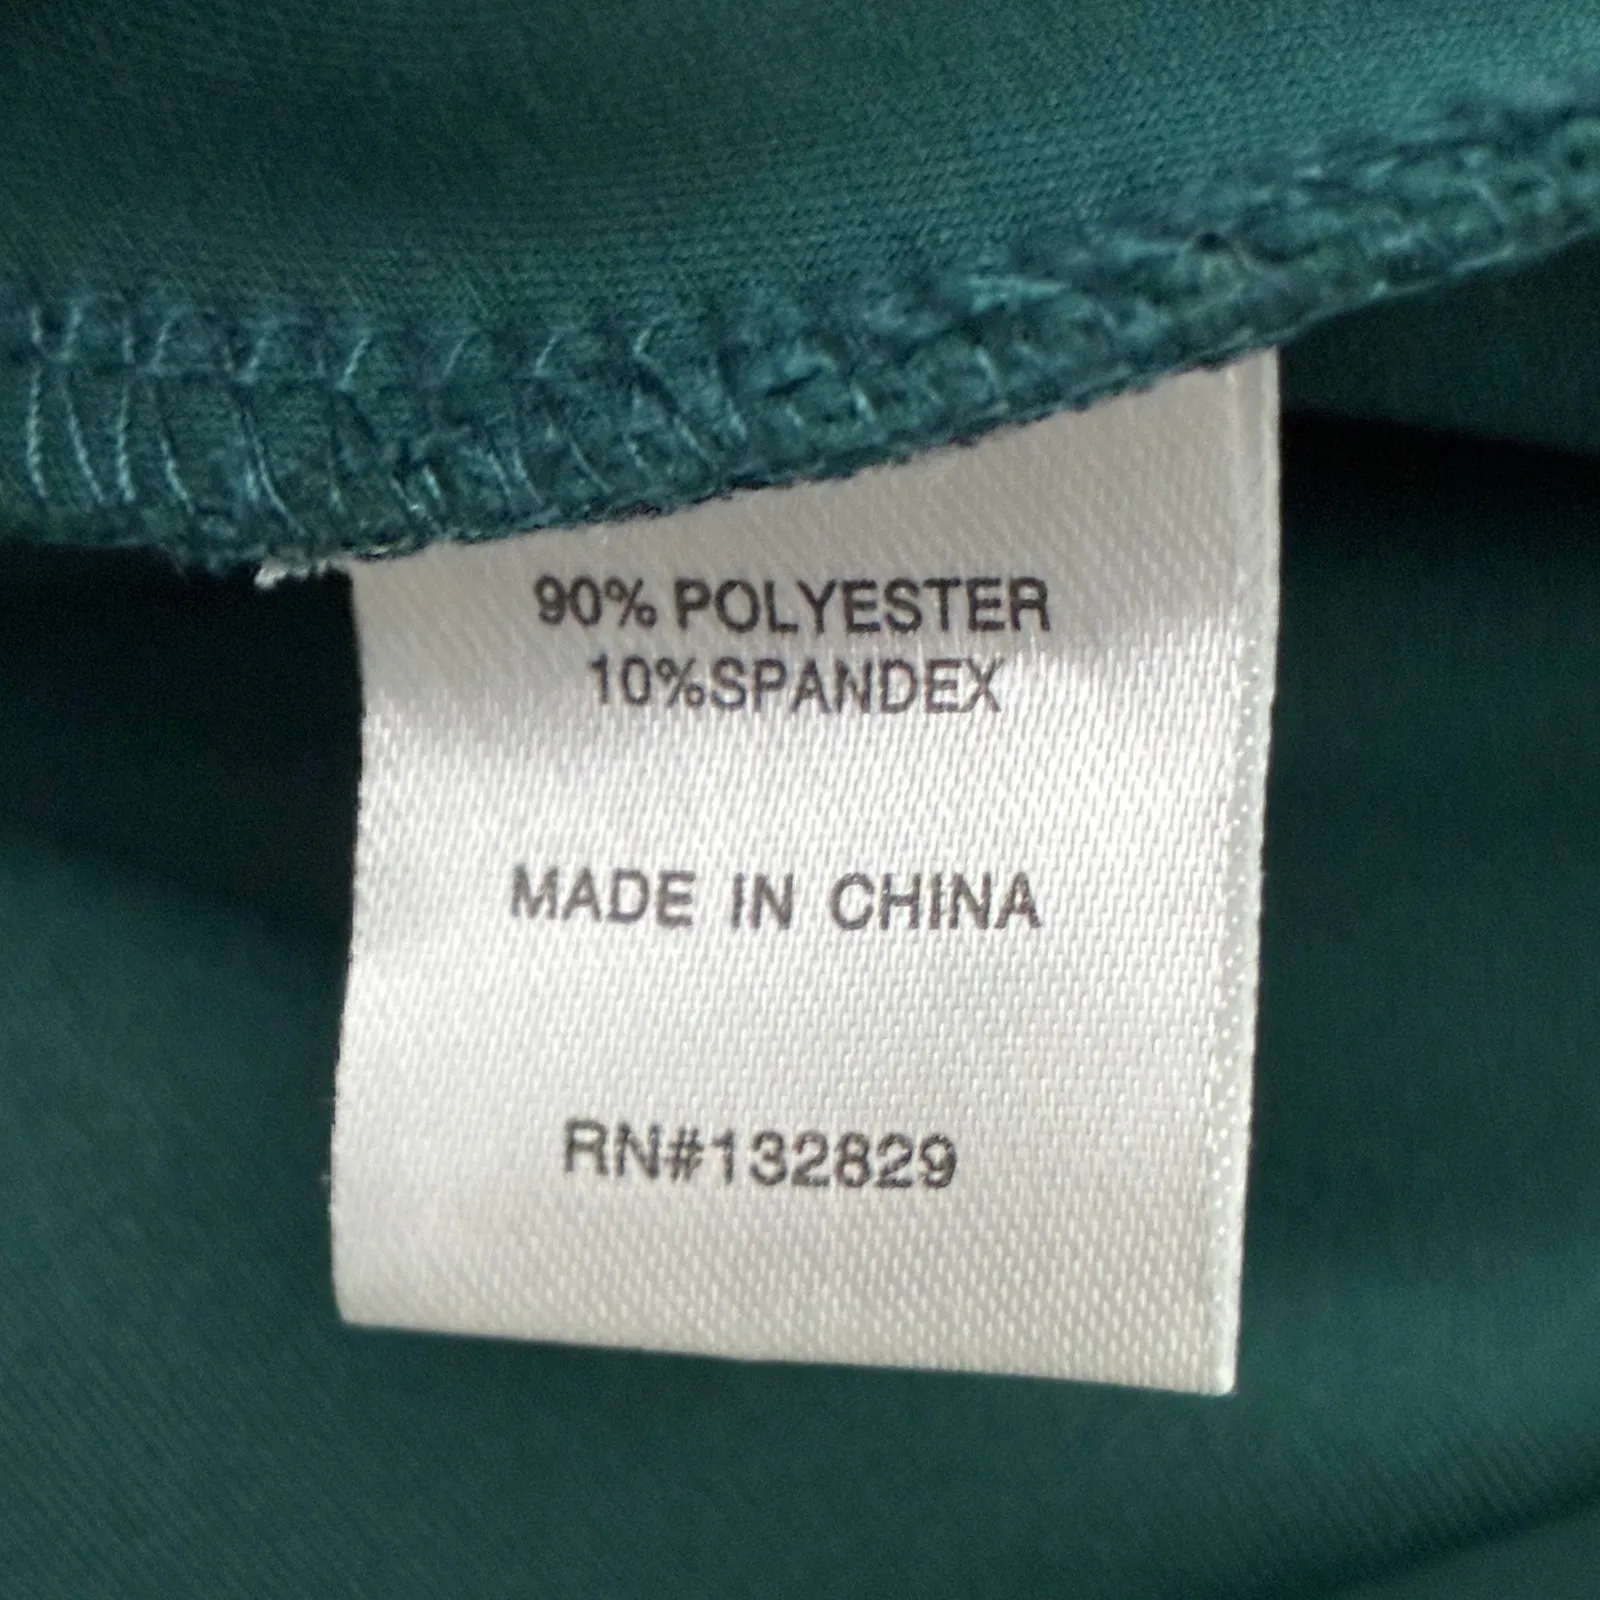 90% POLYESTER
10%SPANDEX
MADE IN CHINA
RN#132829